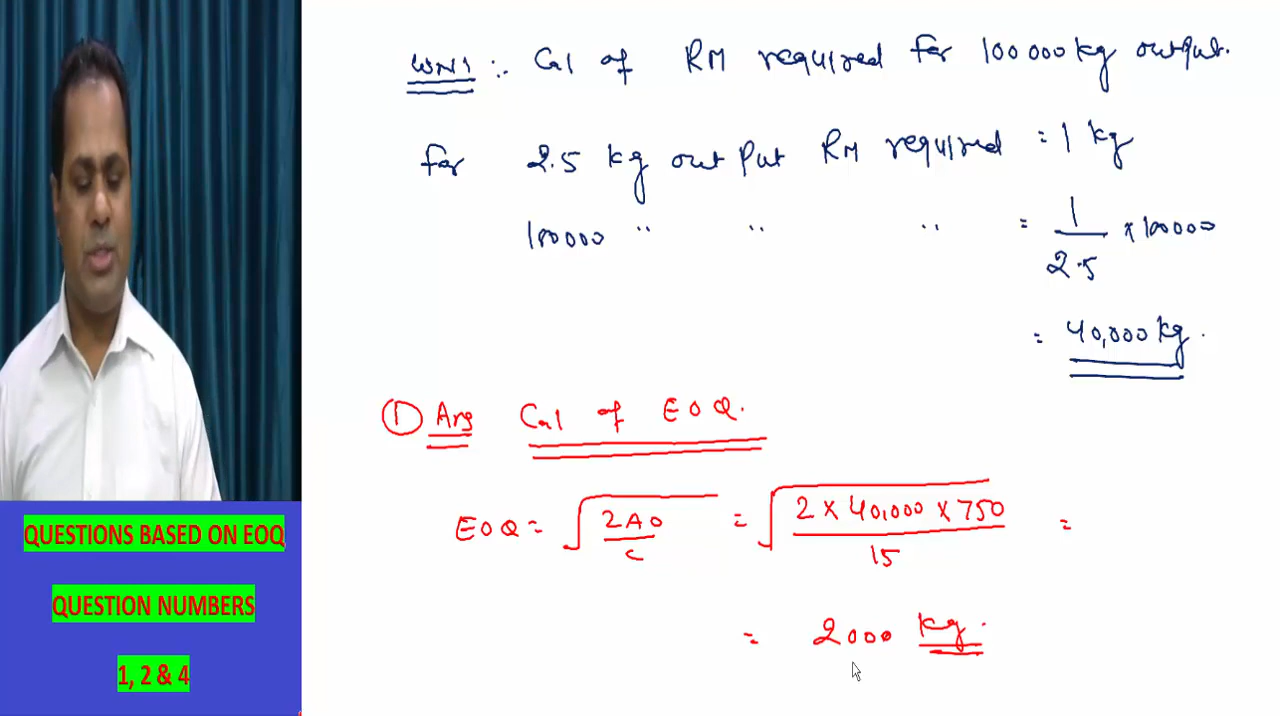 WN1 :- Cal of RM required for 100000 kg output.
for 2.5 kg out Put RM required = 1 kg
100000 " " " = 1/2.5 x 100000
= 40,000 kg.
① Ans Cal of EOQ.
EOQ = √2AO/C = √2 x 40,000 x 750/15 =
= 2000 kg.
QUESTIONS BASED ON EOQ
QUESTION NUMBERS
1, 2 & 4